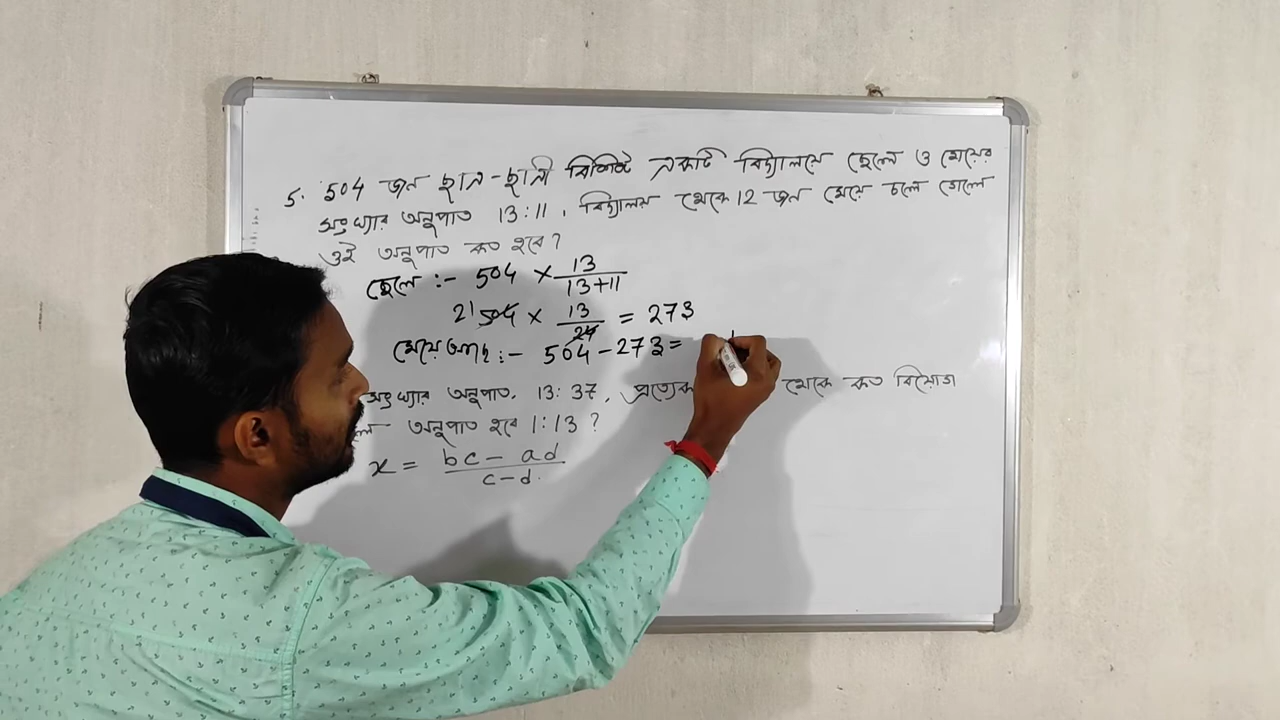 5. 504 জন ছাত্র-ছাত্রী বিশিষ্ট একটি বিদ্যালয়ে ছেলে ও মেয়ের
সংখ্যার অনুপাত 13:11, বিদ্যালয় থেকে 12 জন মেয়ে চলে গেলে
ওই অনুপাত কত হবে?
ছেলে :- 504 × 13/13+11
21 504 × 13/24 = 273
মেয়ে আছে :- 504 - 273 =
সংখ্যার অনুপাত. 13: 37, প্রত্যেক থেকে কত বিয়োগ
অনুপাত হবে 1:13 ?
x = bc - ad/c-d.